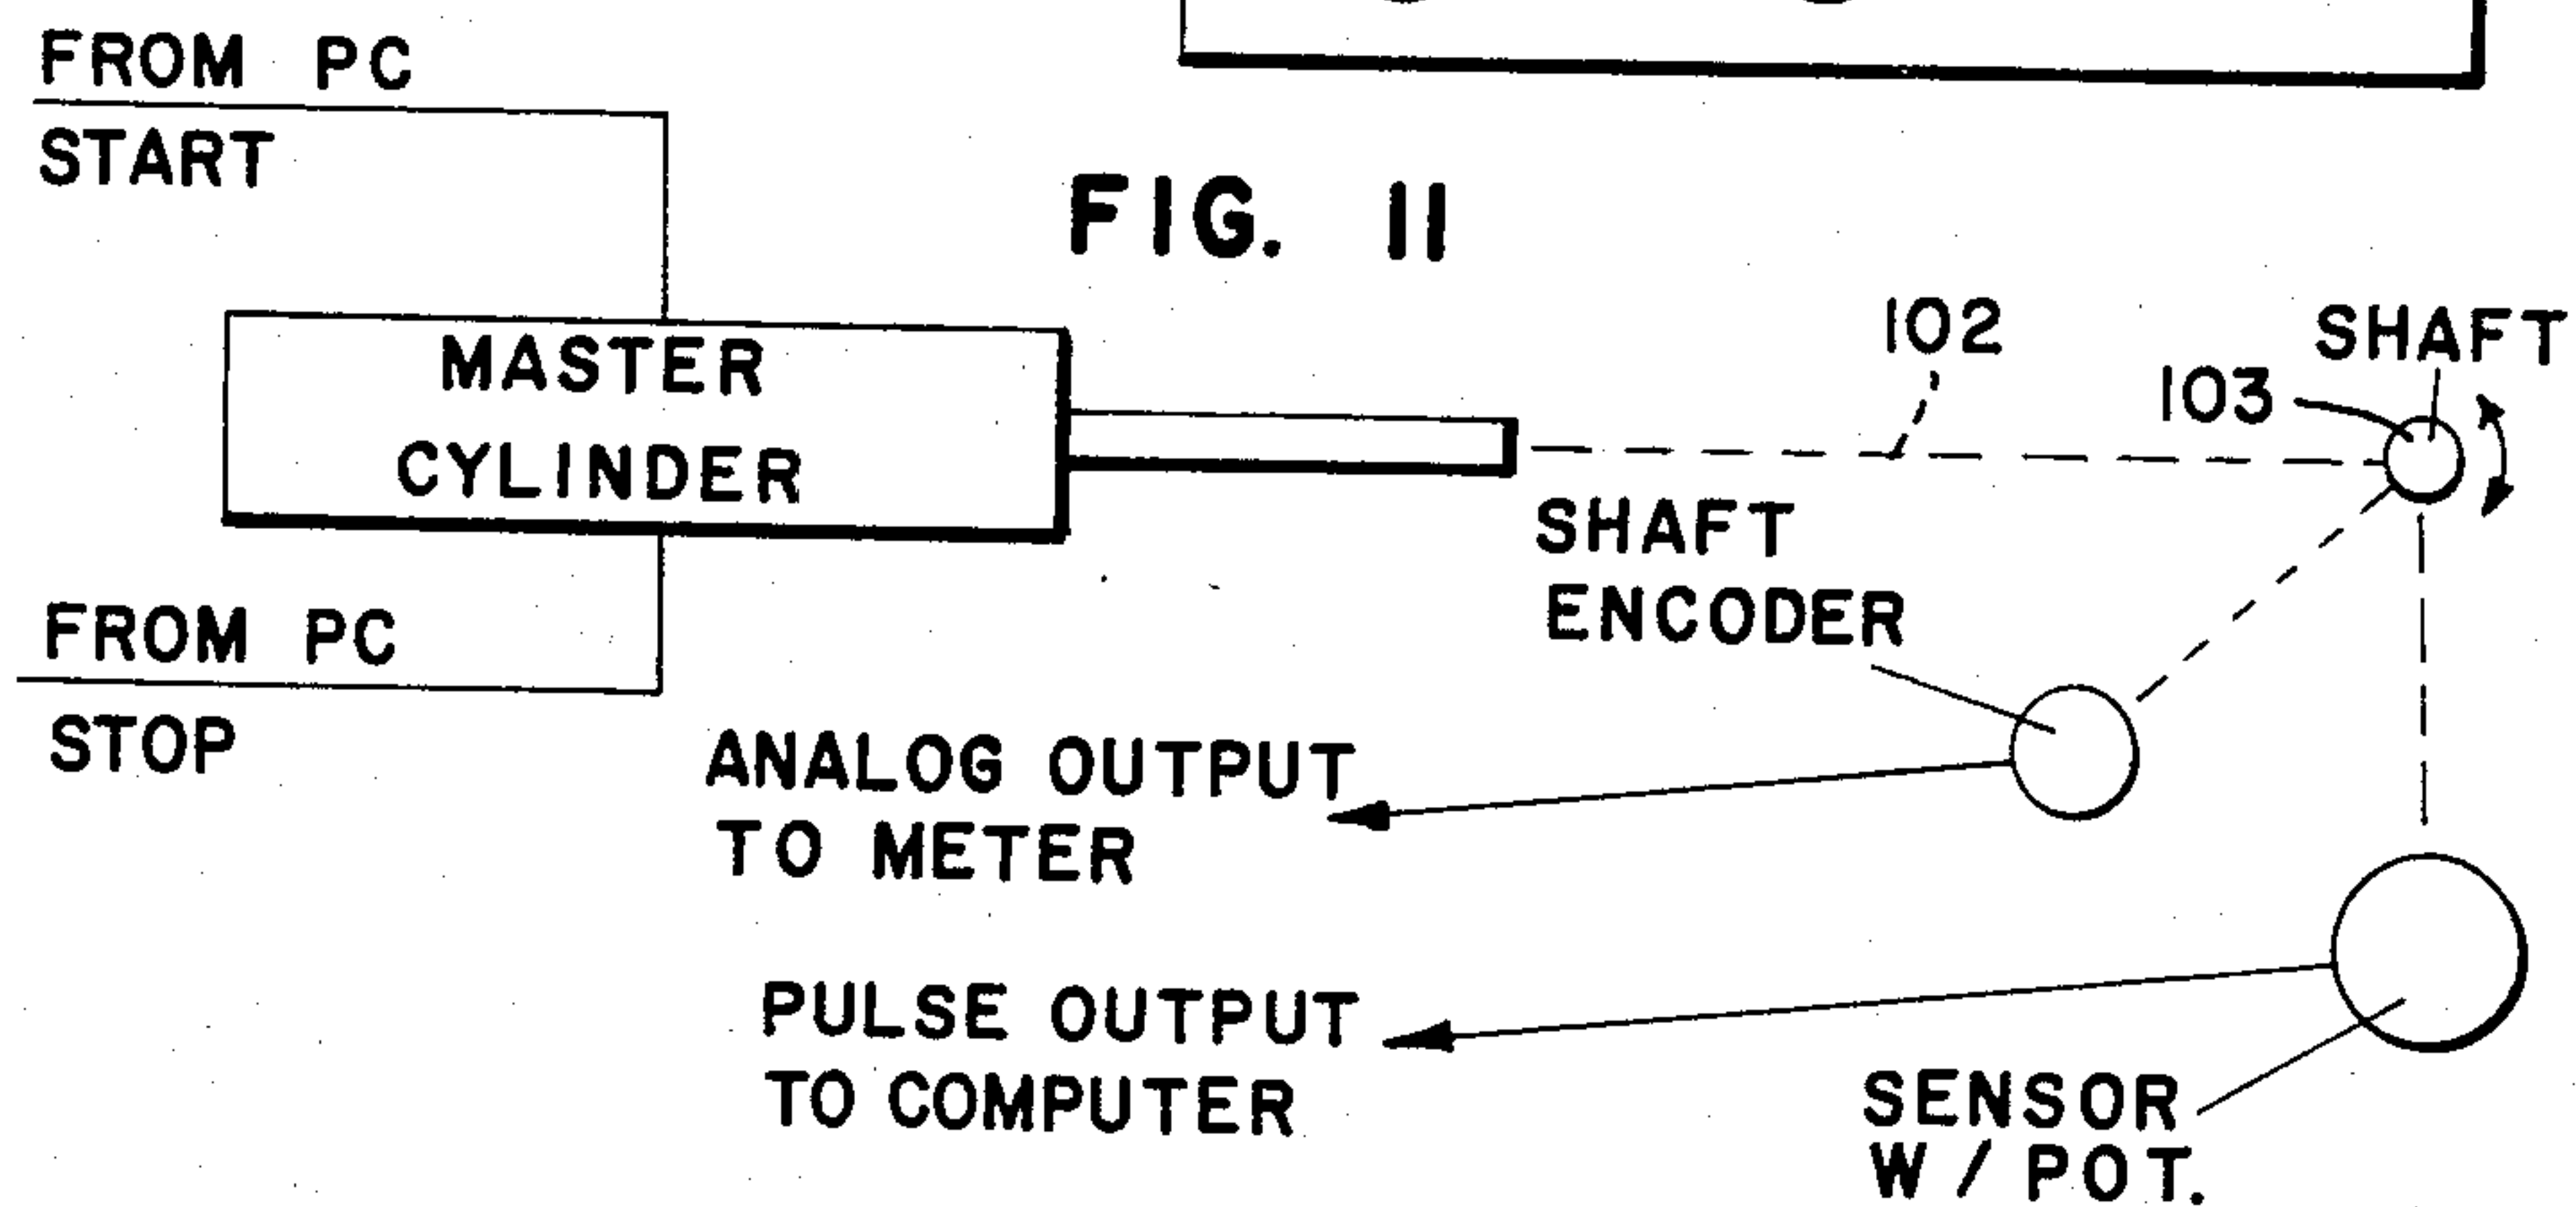 FROM PC
START
FIG. 11
MASTER
CYLINDER
102
103
SHAFT
SHAFT
ENCODER
FROM PC
STOP
ANALOG OUTPUT
TO METER
PULSE OUTPUT
TO COMPUTER
SENSOR
W / POT.